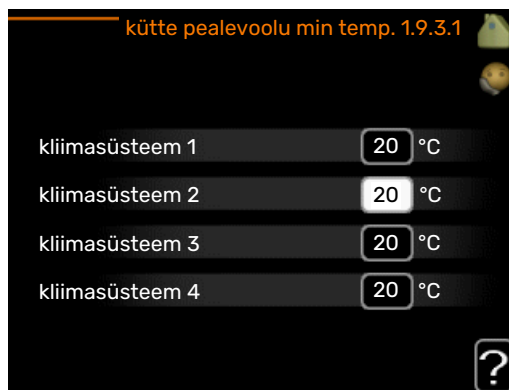 kütte pealevoolu min temp. 1.9.3.1
kliimasüsteem 1 20 °C
kliimasüsteem 2 20 °C
kliimasüsteem 3 20 °C
kliimasüsteem 4 20 °C
?